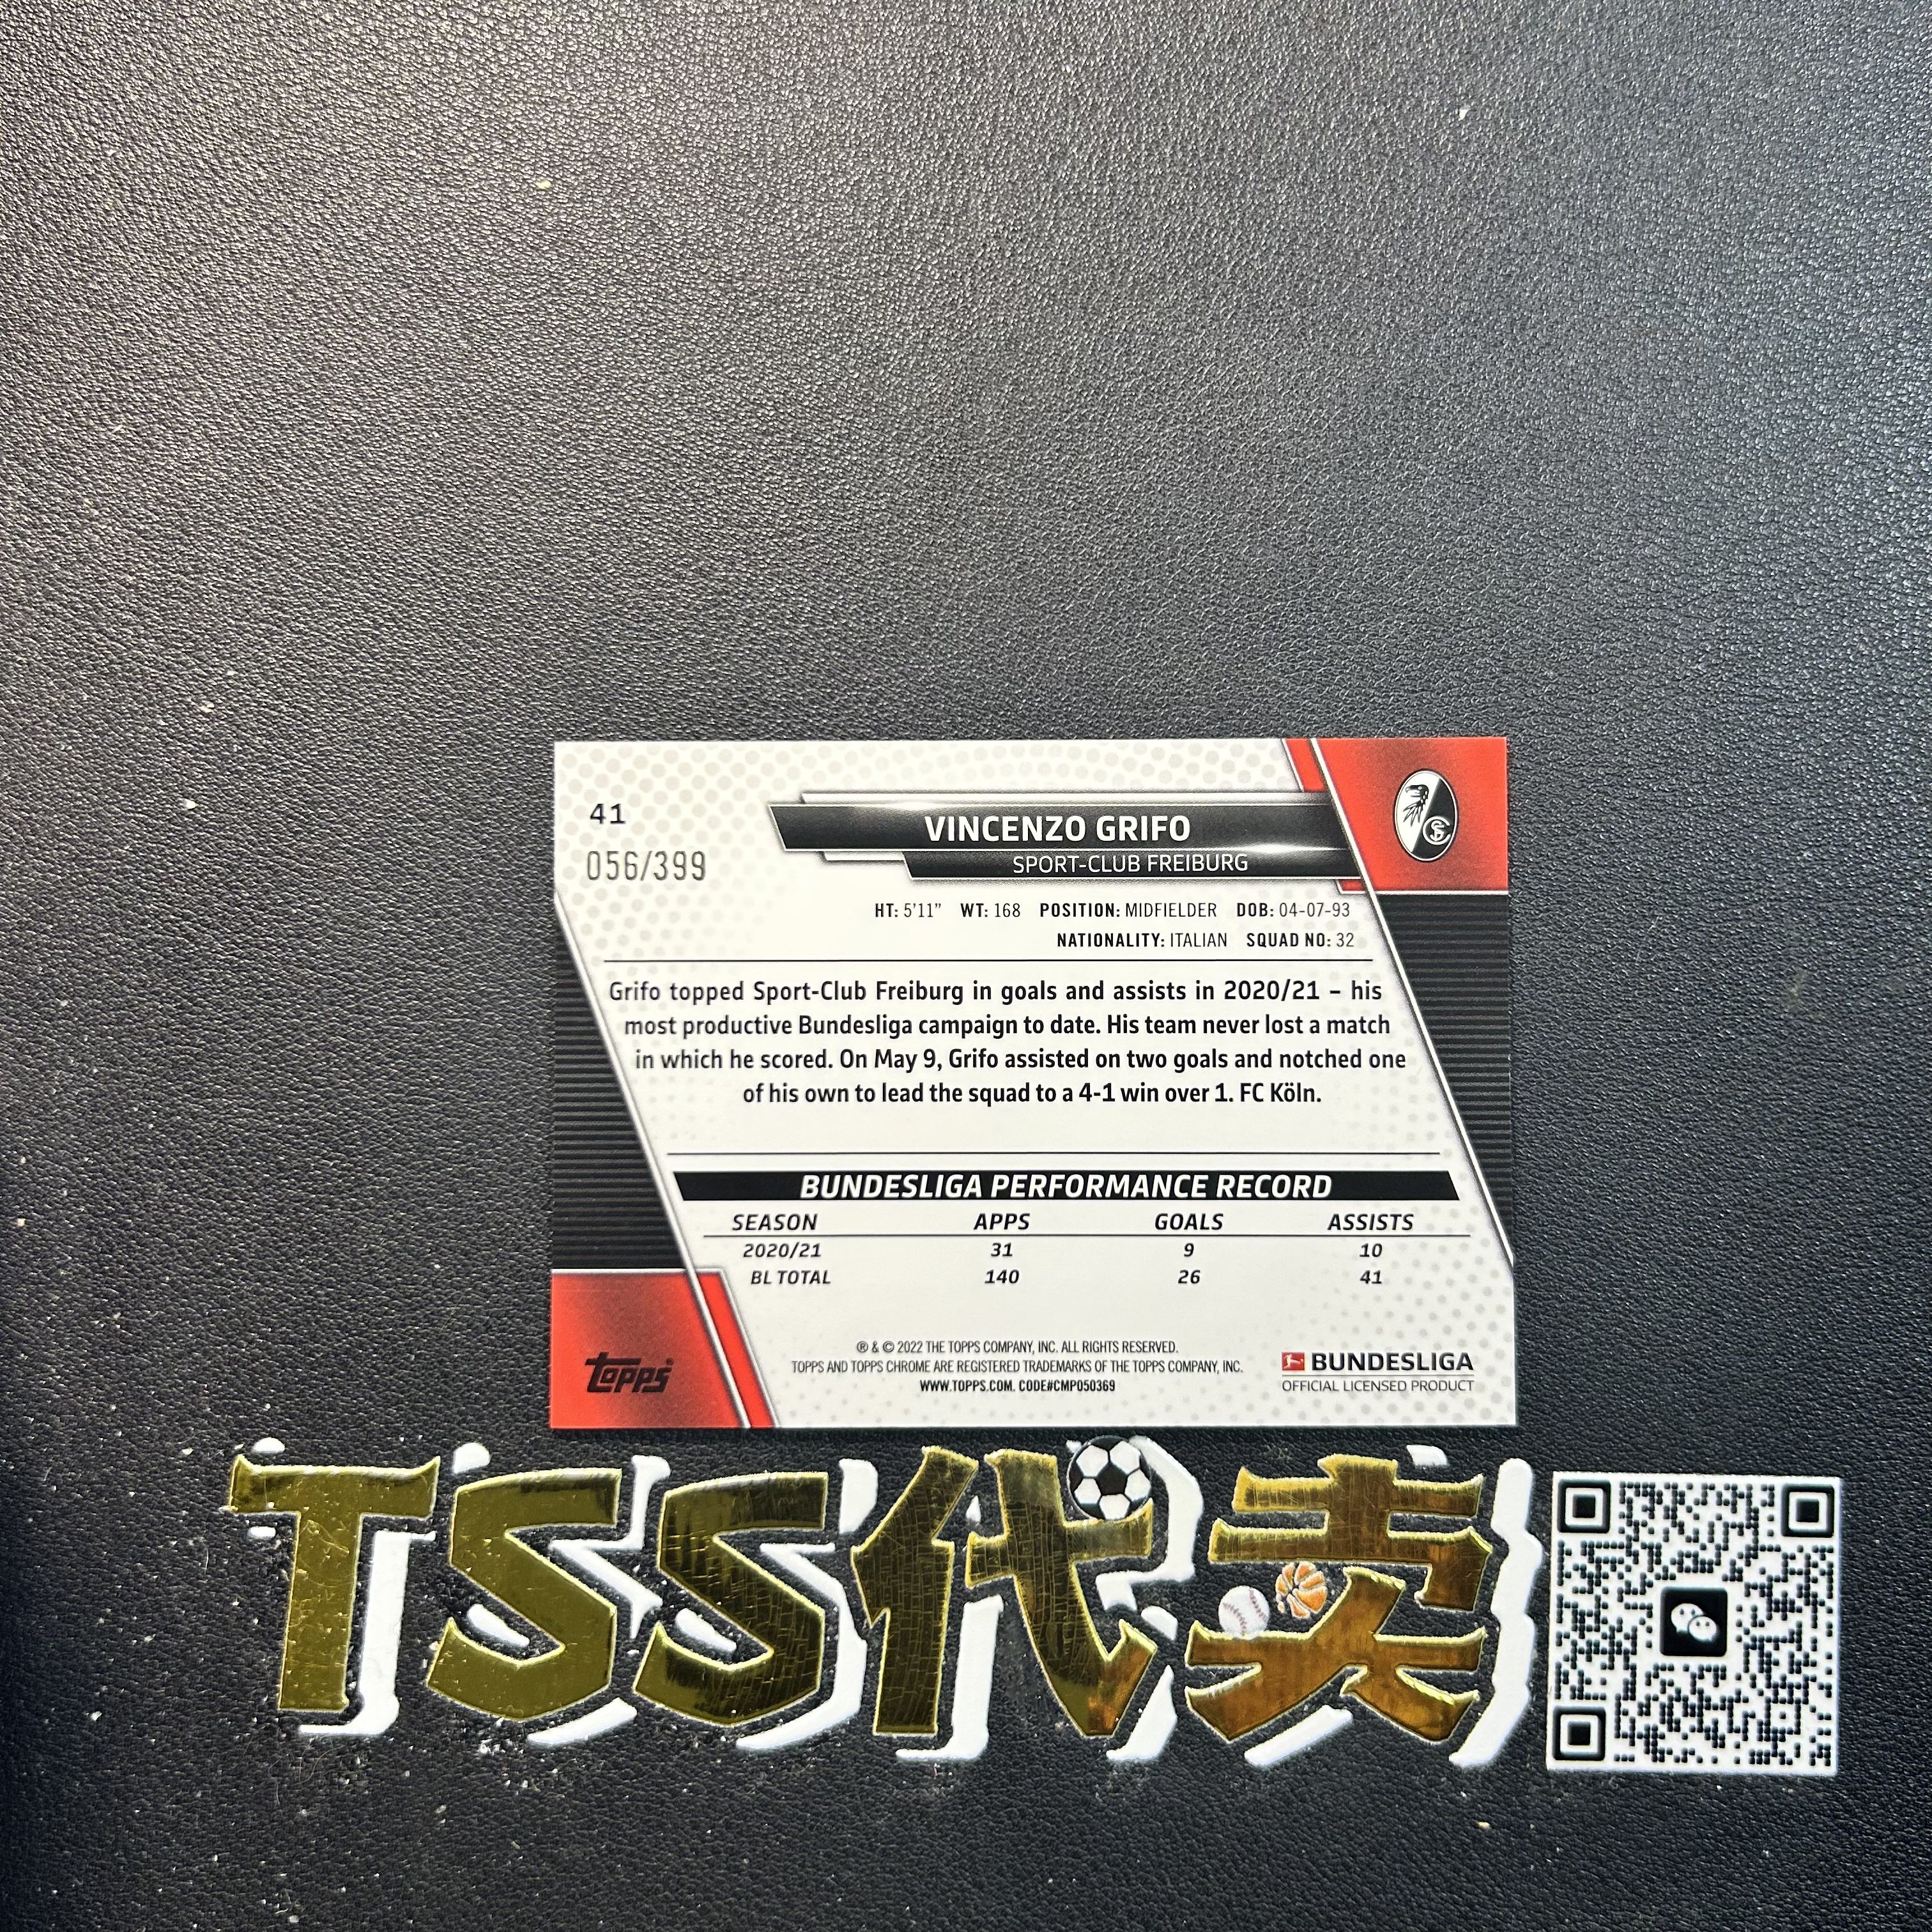 41
056/399
VINCENZO GRIFO
SPORT-CLUB FREIBURG
HT: 5'11" WT: 168 POSITION: MIDFIELDER DOB: 04-07-93
NATIONALITY: ITALIAN SQUAD NO: 32
Grifo topped Sport-Club Freiburg in goals and assists in 2020/21 – his
most productive Bundesliga campaign to date. His team never lost a match
in which he scored. On May 9, Grifo assisted on two goals and notched one
of his own to lead the squad to a 4-1 win over 1. FC Köln.
BUNDESLIGA PERFORMANCE RECORD
SEASON APPS GOALS ASSISTS
2020/21 31 9 10
BL TOTAL 140 26 41
® & © 2022 THE TOPPS COMPANY, INC. ALL RIGHTS RESERVED.
TOPPS AND TOPPS CHROME ARE REGISTERED TRADEMARKS OF THE TOPPS COMPANY, INC.
WWW.TOPPS.COM. CODE#CMP050369
topps
BUNDESLIGA
OFFICIAL LICENSED PRODUCT
TSS代卖